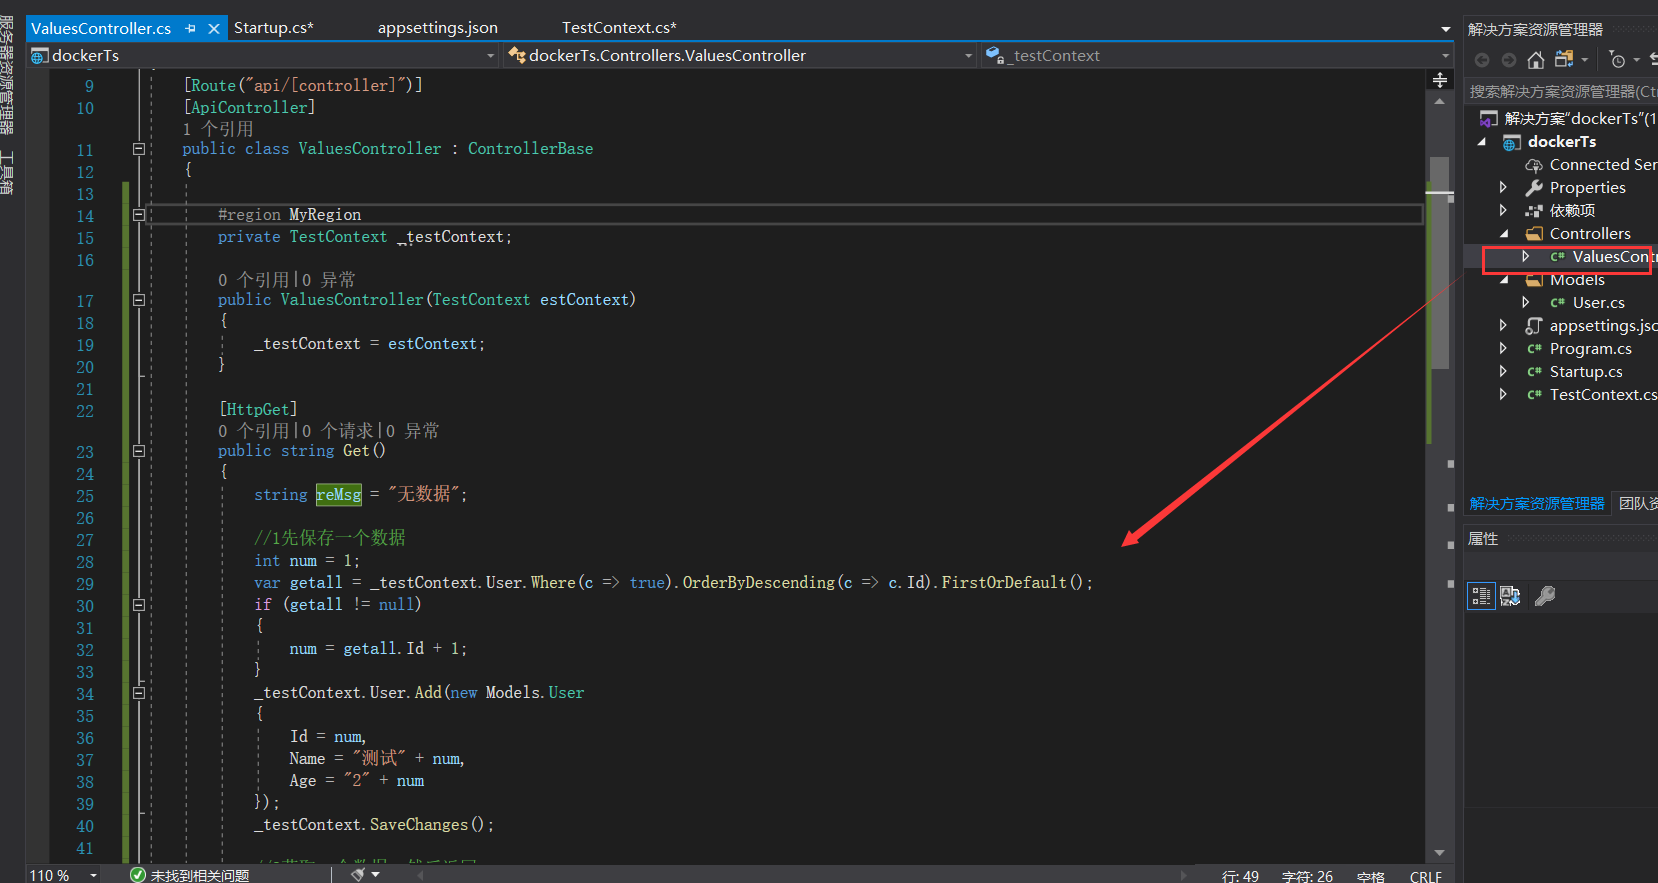 服务器资源管理器
工具箱
ValuesController.cs
Startup.cs*
appsettings.json
TestContext.cs*
dockerTs
dockerTs.Controllers.ValuesController
_testContext
9 [Route("api/[controller]")]
10 [ApiController]
1 个引用
11 public class ValuesController : ControllerBase
12 {
13
14 #region MyRegion
15 private TestContext _testContext;
16
0 个引用|0 异常
17 public ValuesController(TestContext estContext)
18 {
19 _testContext = estContext;
20 }
21
22 [HttpGet]
0 个引用|0 个请求|0 异常
23 public string Get()
24 {
25 string reMsg = "无数据";
26
27 //1先保存一个数据
28 int num = 1;
29 var getall = _testContext.User.Where(c => true).OrderByDescending(c => c.Id).FirstOrDefault();
30 if (getall != null)
31 {
32 num = getall.Id + 1;
33 }
34 _testContext.User.Add(new Models.User
35 {
36 Id = num,
37 Name = "测试" + num,
38 Age = "2" + num
39 });
40 _testContext.SaveChanges();
41
110 %
未找到相关问题
行: 49
字符: 26
空格
CRLF
解决方案资源管理器
搜索解决方案资源管理器(Ct
解决方案"dockerTs"(1
dockerTs
Connected Ser
Properties
依赖项
Controllers
C# ValuesCont
Models
C# User.cs
appsettings.jso
C# Program.cs
C# Startup.cs
C# TestContext.cs
解决方案资源管理器
团队资
属性